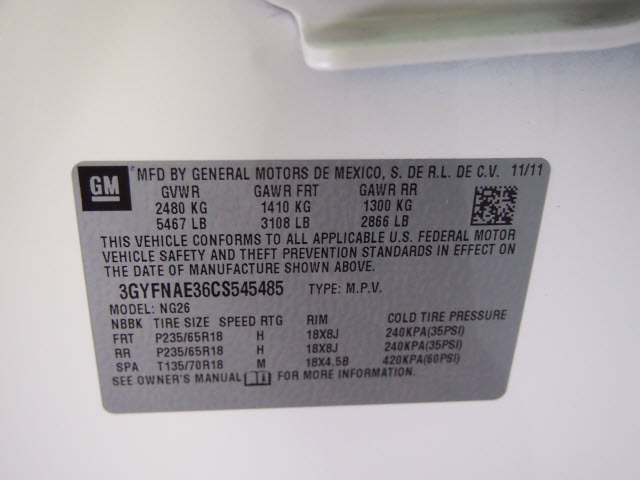 GM
MFD BY GENERAL MOTORS DE MEXICO, S. DE R.L. DE C.V. 11/11
GVWR GAWR FRT GAWR RR
2480 KG 1410 KG 1300 KG
5467 LB 3108 LB 2866 LB
THIS VEHICLE CONFORMS TO ALL APPLICABLE U.S. FEDERAL MOTOR
VEHICLE SAFETY AND THEFT PREVENTION STANDARDS IN EFFECT ON
THE DATE OF MANUFACTURE SHOWN ABOVE.
3GYFNAE36CS545485 TYPE: M.P.V.
MODEL: NG26
NBBK TIRE SIZE SPEED RTG RIM COLD TIRE PRESSURE
FRT P235/65R18 H 18X8J 240KPA(35PSI)
RR P235/65R18 H 18X8J 240KPA(35PSI)
SPA T135/70R18 M 18X4.5B 420KPA(60PSI)
SEE OWNER'S MANUAL FOR MORE INFORMATION.